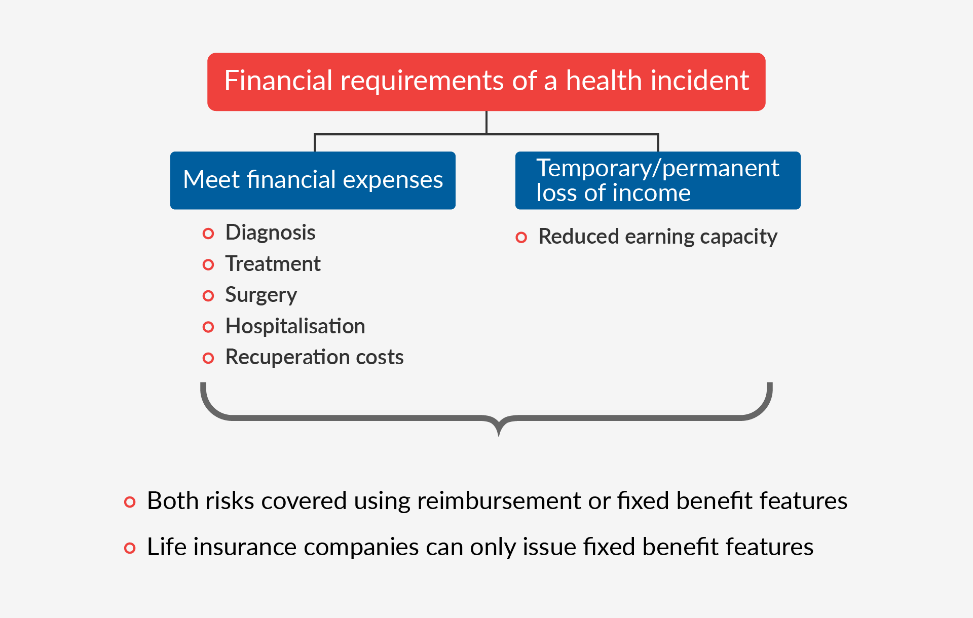 Financial requirements of a health incident
Meet financial expenses
Diagnosis
Treatment
Surgery
Hospitalisation
Recuperation costs
Temporary/permanent
loss of income
Reduced earning capacity
Both risks covered using reimbursement or fixed benefit features
Life insurance companies can only issue fixed benefit features